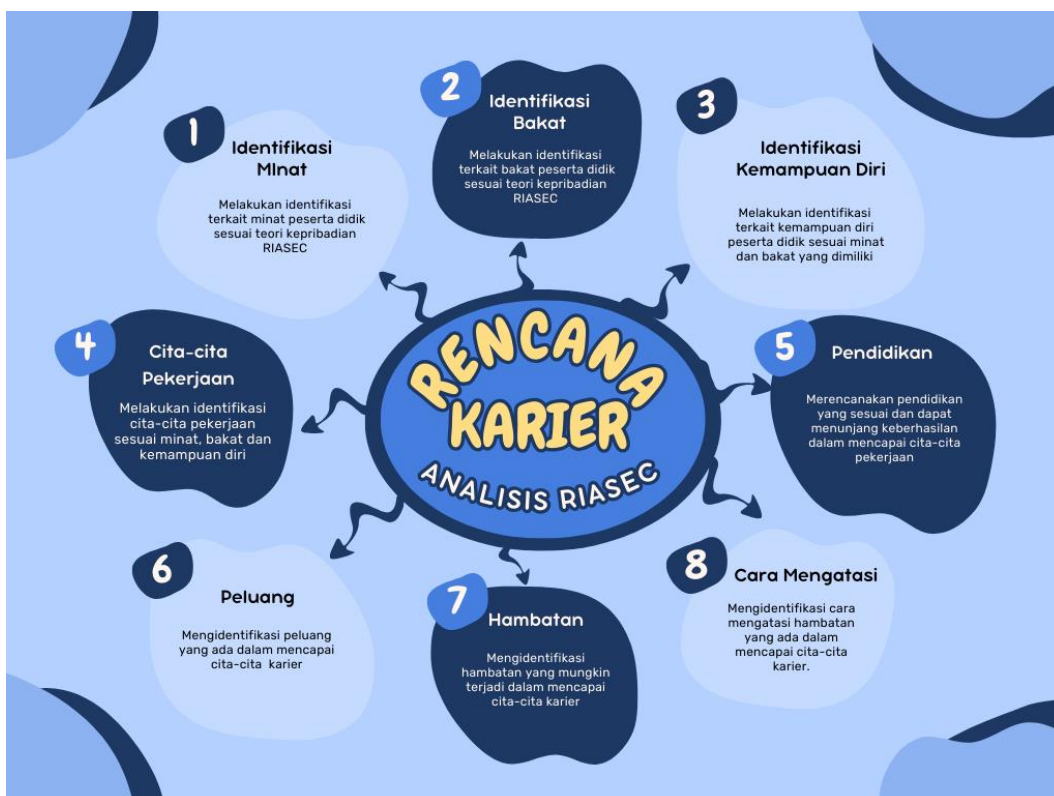 1
Identifikasi
MInat
Melakukan identifikasi
terkait minat peserta didik
sesuai teori kepribadian
RIASEC
2
Identifikasi
Bakat
Melakukan identifikasi
terkait bakat peserta didik
sesuai teori kepribadian
RIASEC
3
Identifikasi
Kemampuan Diri
Melakukan identifikasi
terkait kemampuan diri
peserta didik sesuai minat
dan bakat yang dimiliki
RENCANA
KARIER
ANALISIS RIASEC
4
Cita-cita
Pekerjaan
Melakukan identifikasi
cita-cita pekerjaan
sesuai minat, bakat dan
kemampuan diri
5
Pendidikan
Merencanakan pendidikan
yang sesuai dan dapat
menunjang keberhasilan
dalam mencapai cita-cita
pekerjaan
6
Peluang
Mengidentifikasi peluang
yang ada dalam mencapai
cita-cita karier
7
Hambatan
Mengidentifikasi
hambatan yang mungkin
terjadi dalam mencapai
cita-cita karier
8
Cara Mengatasi
Mengidentifikasi cara
mengatasi hambatan
yang ada dalam
mencapai cita-cita
karier.